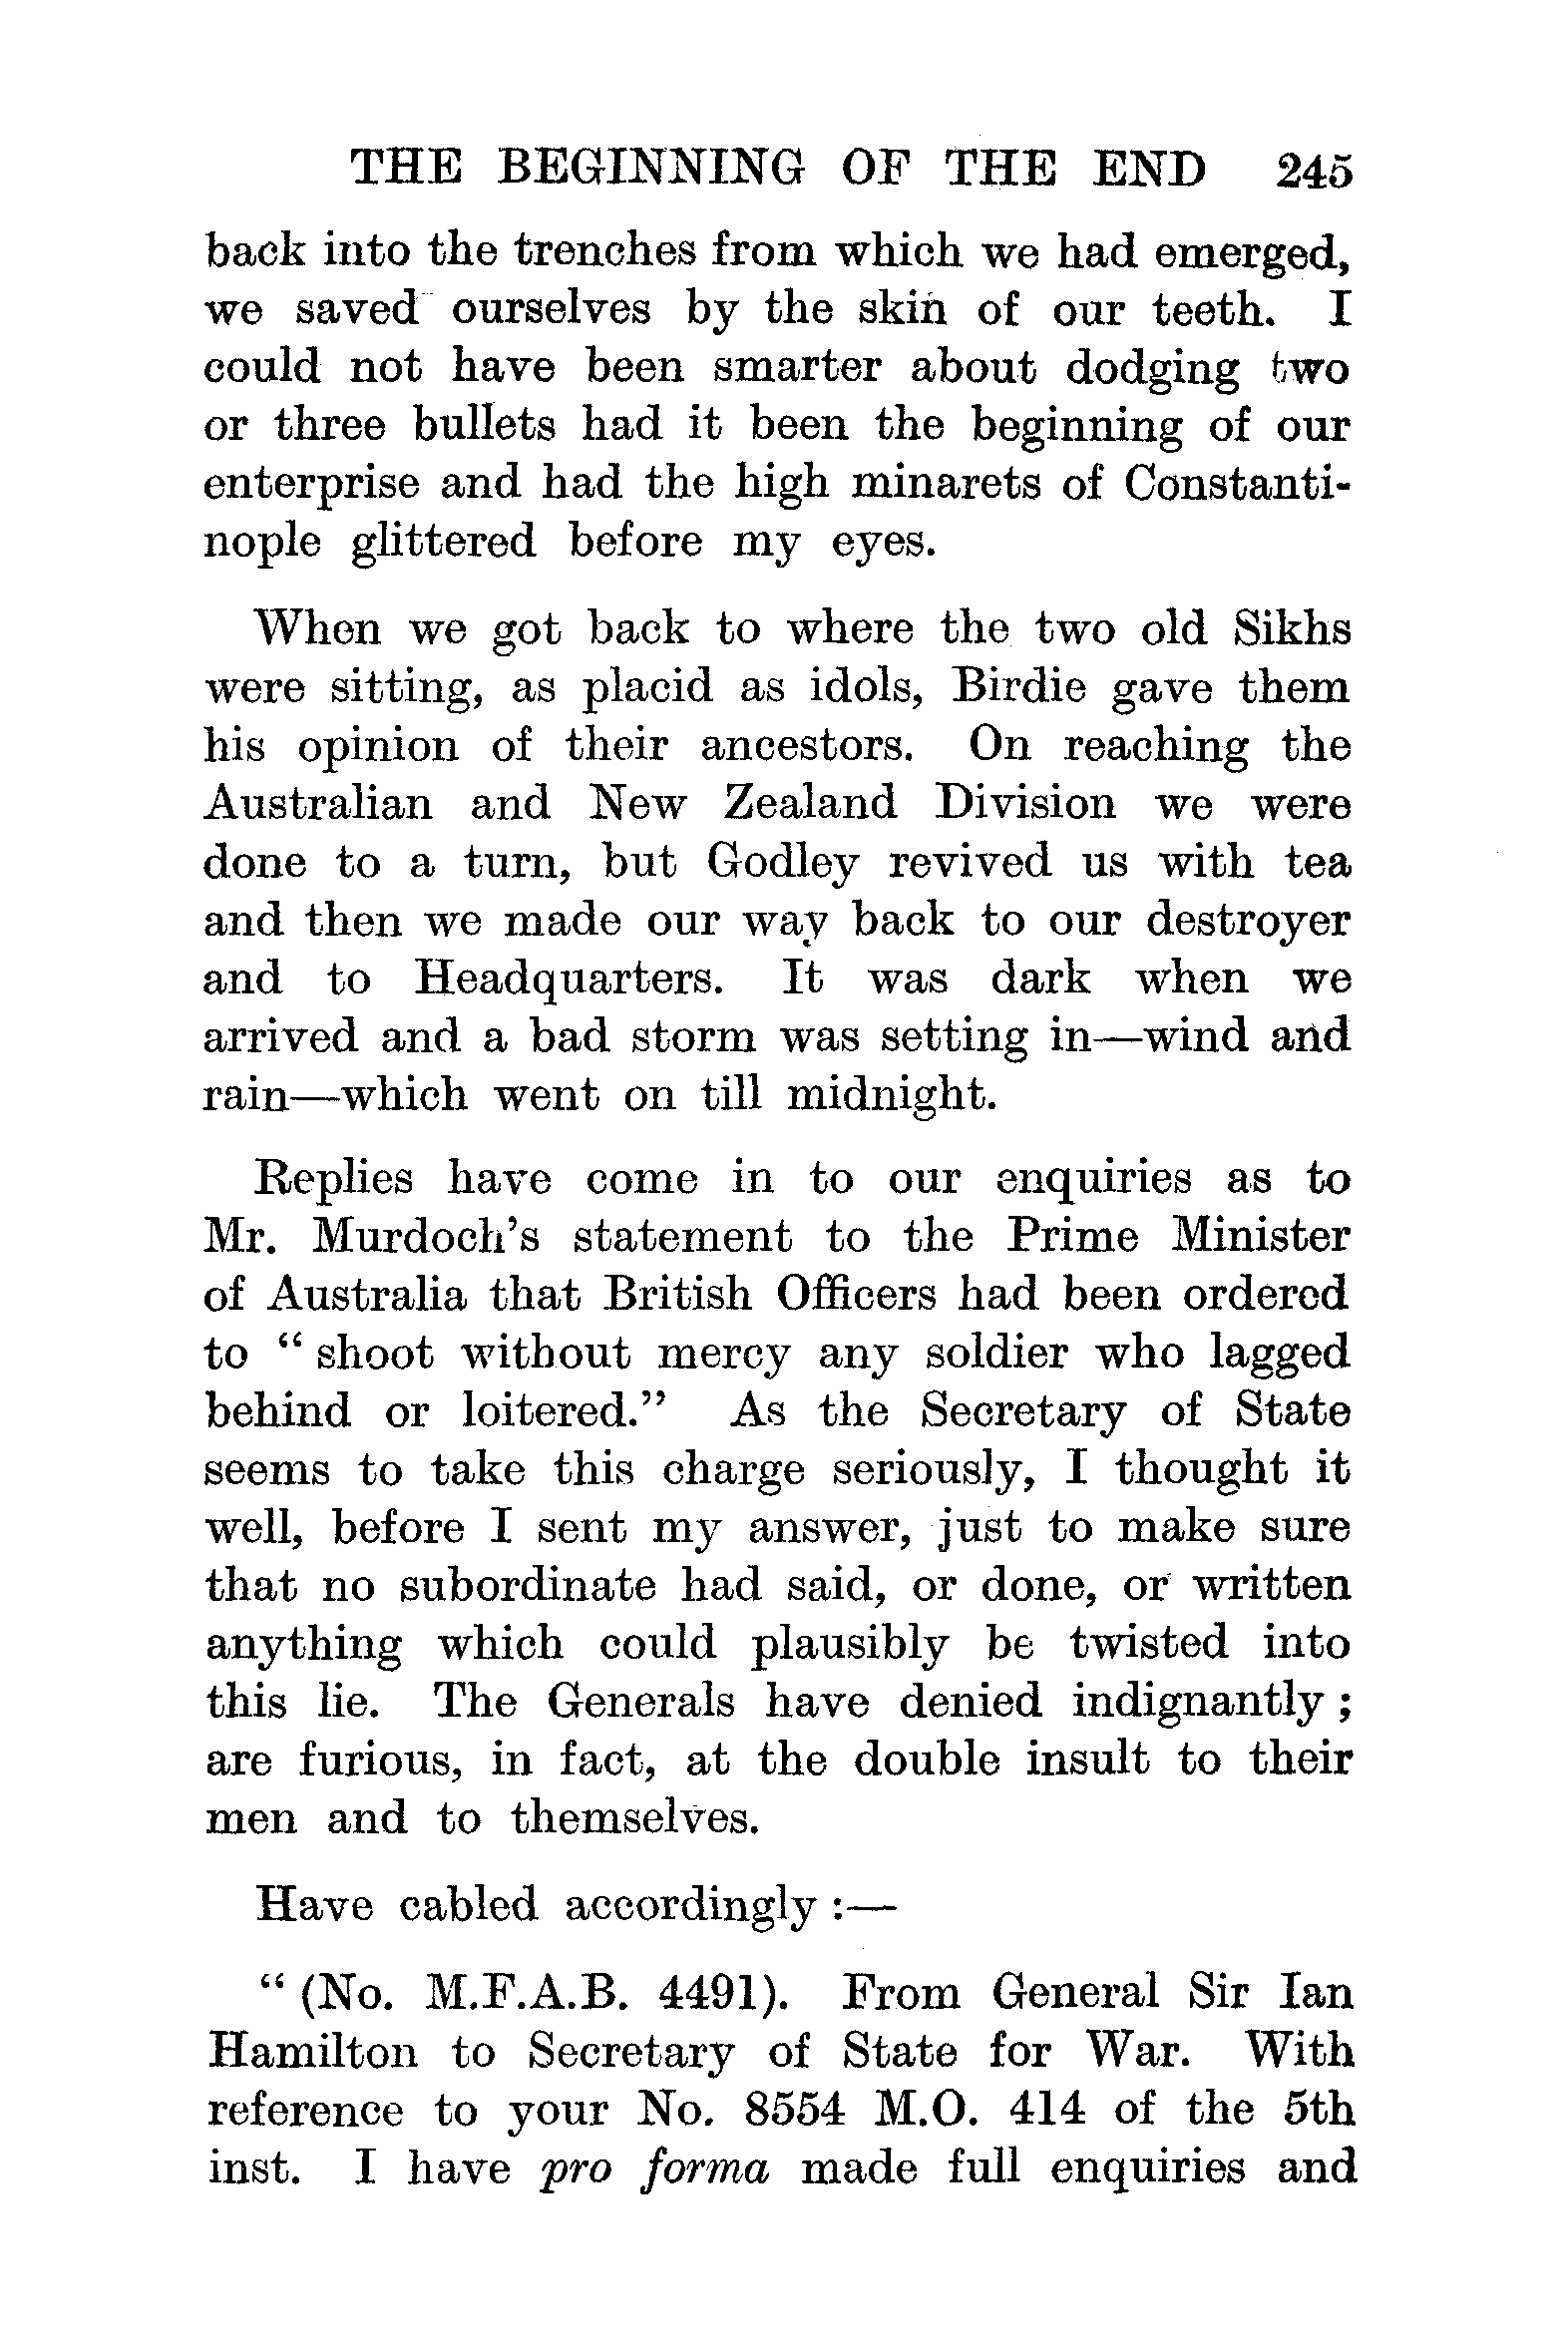 THE BEGINNING OF THE END 245
back into the trenches from which we had emerged,
we saved ourselves by the skin of our teeth. I
could not have been smarter about dodging two
or three bullets had it been the beginning of our
enterprise and had the high minarets of Constanti-
nople glittered before my eyes.
When we got back to where the two old Sikhs
were sitting, as placid as idols, Birdie gave them
his opinion of their ancestors. On reaching the
Australian and New Zealand Division we were
done to a turn, but Godley revived us with tea
and then we made our way back to our destroyer
and to Headquarters. It was dark when we
arrived and a bad storm was setting in—wind and
rain—which went on till midnight.
Replies have come in to our enquiries as to
Mr. Murdoch's statement to the Prime Minister
of Australia that British Officers had been ordered
to “ shoot without mercy any soldier who lagged
behind or loitered.” As the Secretary of State
seems to take this charge seriously, I thought it
well, before I sent my answer, just to make sure
that no subordinate had said, or done, or written
anything which could plausibly be twisted into
this lie. The Generals have denied indignantly ;
are furious, in fact, at the double insult to their
men and to themselves.
Have cabled accordingly :—
“ (No. M.F.A.B. 4491). From General Sir Ian
Hamilton to Secretary of State for War. With
reference to your No. 8554 M.O. 414 of the 5th
inst. I have pro forma made full enquiries and